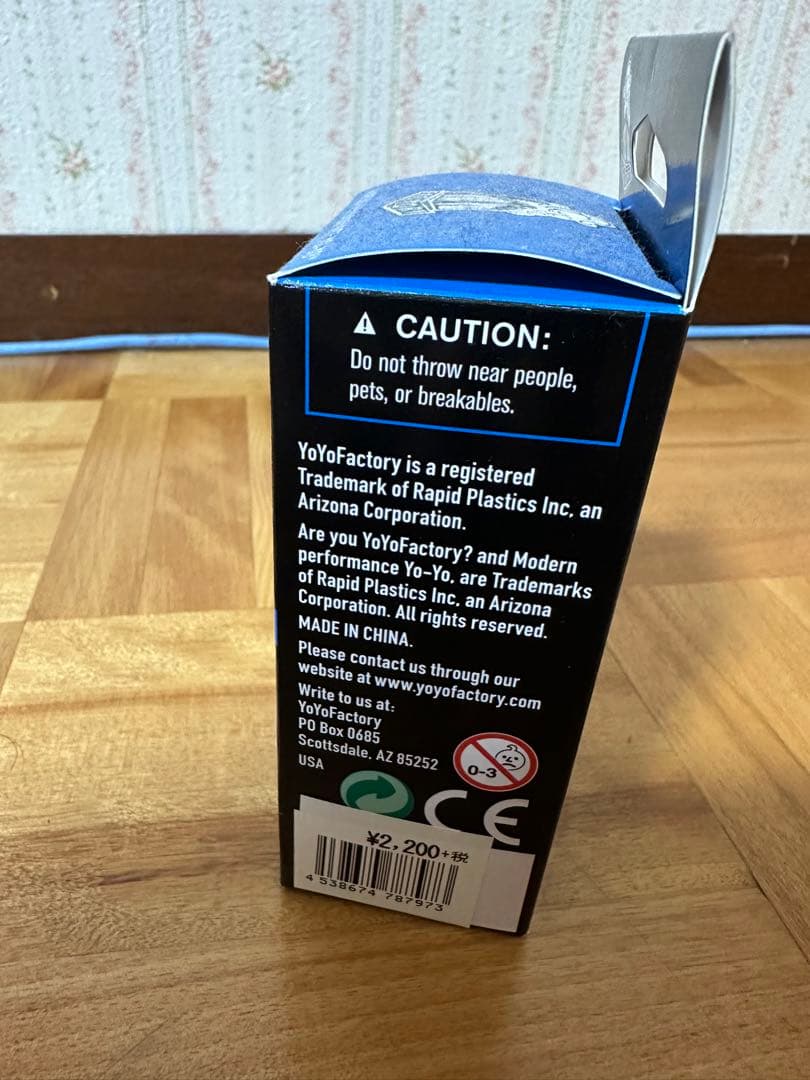 ⚠ CAUTION:
Do not throw near people,
pets, or breakables.
YoYoFactory is a registered
Trademark of Rapid Plastics Inc, an
Arizona Corporation.
Are you YoYoFactory? and Modern
performance Yo-Yo, are Trademarks
of Rapid Plastics Inc, an Arizona
Corporation. All rights reserved.
MADE IN CHINA.
Please contact us through our
website at www.yoyofactory.com
Write to us at:
YoYoFactory
PO Box 0685
Scottsdale, AZ 85252
USA
0-3
CE
¥2,200+税
4 538674 787973